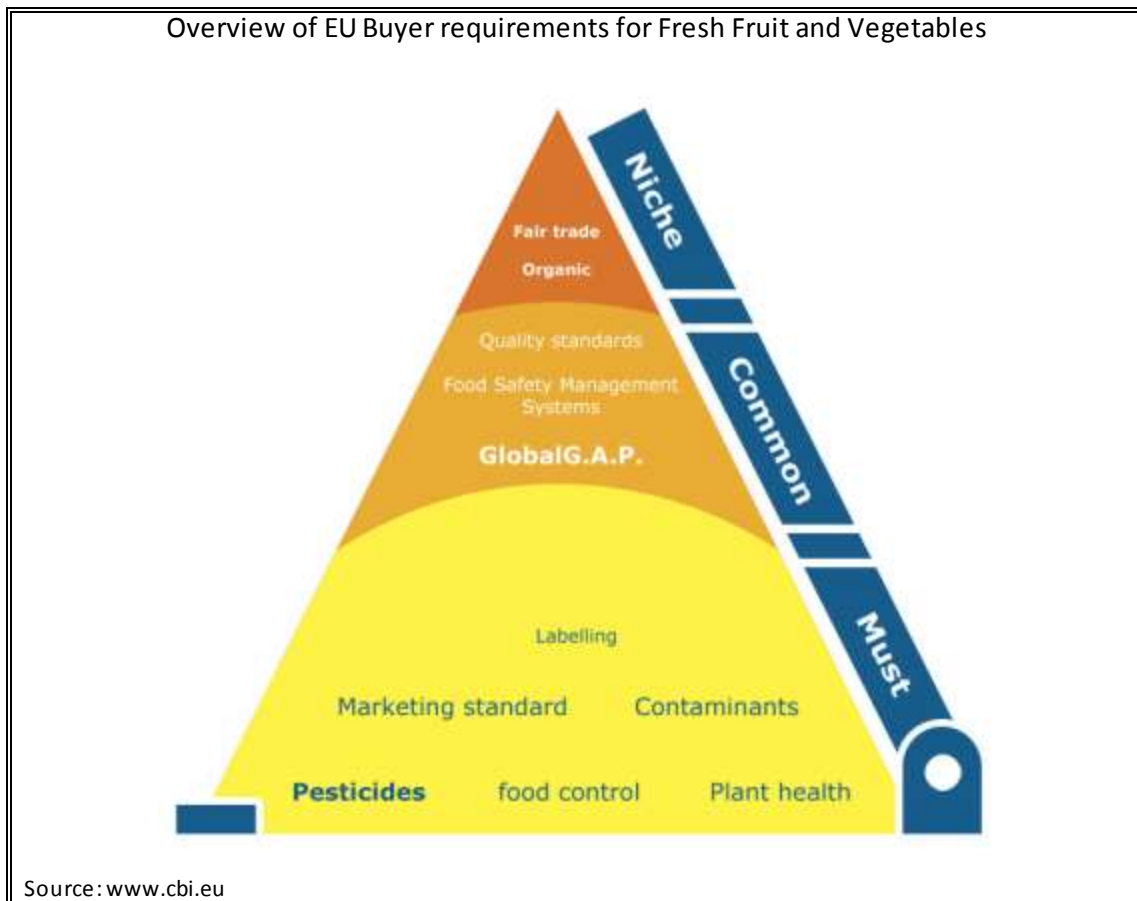 Overview of EU Buyer requirements for Fresh Fruit and Vegetables
Niche
Fair trade
Organic
Common
Quality standards
Food Safety Management
Systems
GlobalG.A.P.
Must
Labelling
Marketing standard Contaminants
Pesticides food control Plant health
Source: www.cbi.eu